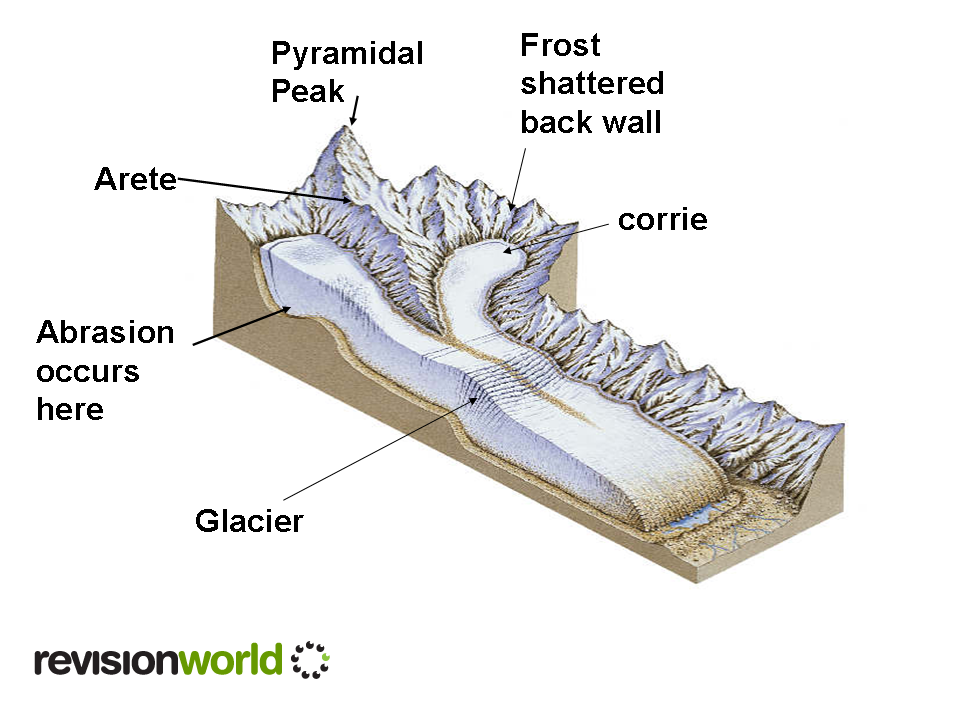 Pyramidal
Peak
Frost
shattered
back wall
Arete
corrie
Abrasion
occurs
here
Glacier
revisionworld